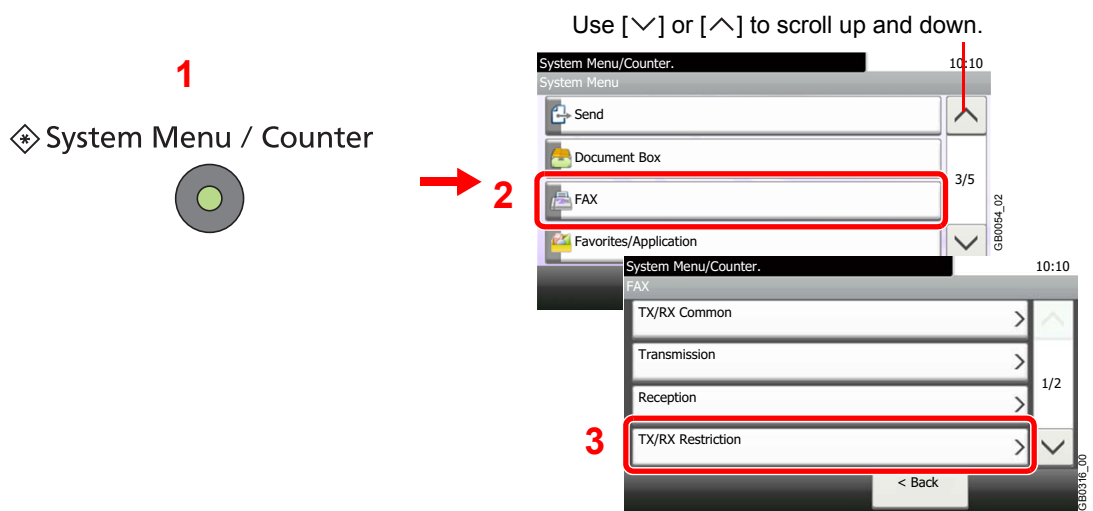 Use [∨] or [∧] to scroll up and down.
1
System Menu / Counter
2
System Menu/Counter.
10:10
System Menu
Send
Document Box
FAX
Favorites/Application
3/5
GB0054_02
System Menu/Counter.
10:10
FAX
TX/RX Common
Transmission
Reception
3
TX/RX Restriction
1/2
< Back
GB0316_00